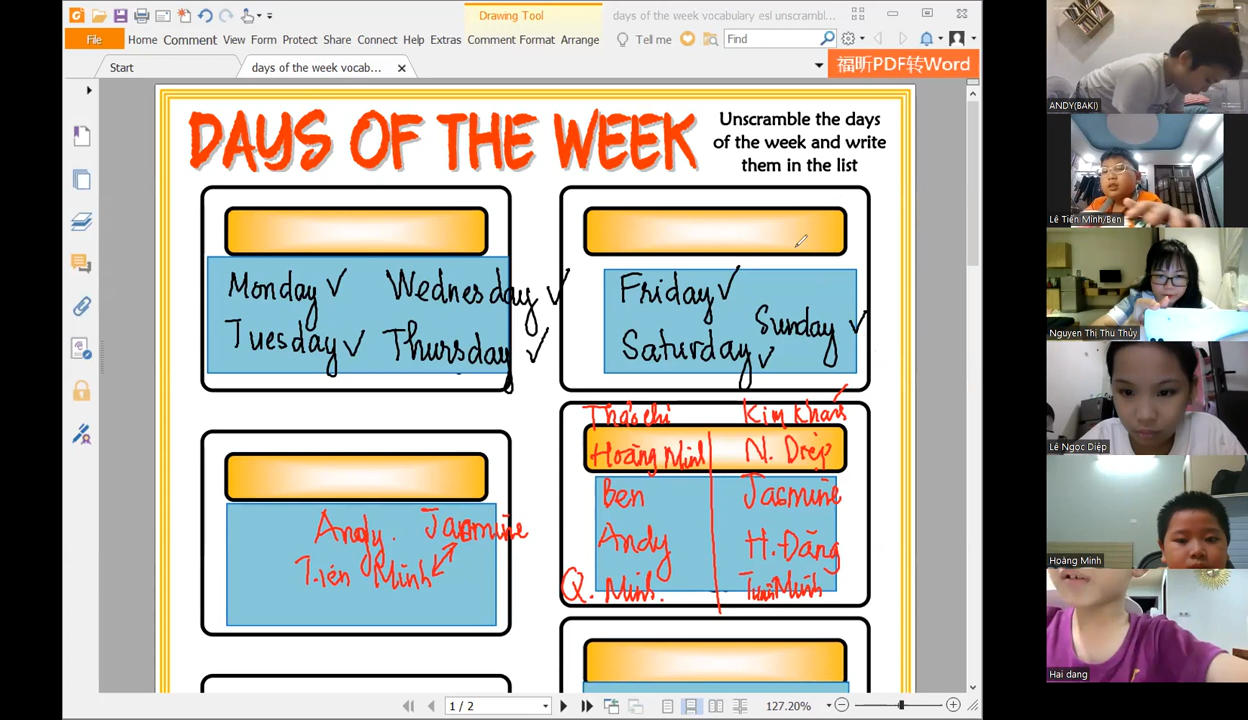 Drawing Tool
days of the week vocabulary esl unscrambl...
File
Home
Comment
View
Form
Protect
Share
Connect
Help
Extras
Comment Format
Arrange
Tell me
Find
Start
days of the week vocab...
福昕PDF转Word
DAYS OF THE WEEK
Unscramble the days
of the week and write
them in the list
Monday ✓ Wednesday ✓
Tuesday ✓ Thursday ✓
Friday ✓
Sunday ✓
Saturday ✓
Andy. Jasmine
T.iến Minh
Thảo chi Kim Khánh
Hoàng Minh N. Diệp
Ben Jasmine
Andy H. Đăng
Q. Minh. Tuấn Minh
1 / 2
127.20%
ANDY(BAKI)
Lê Tiến Minh/Ben
Nguyen Thị Thu Thủy
Lê Ngọc Diệp
Hoàng Minh
Hai dang